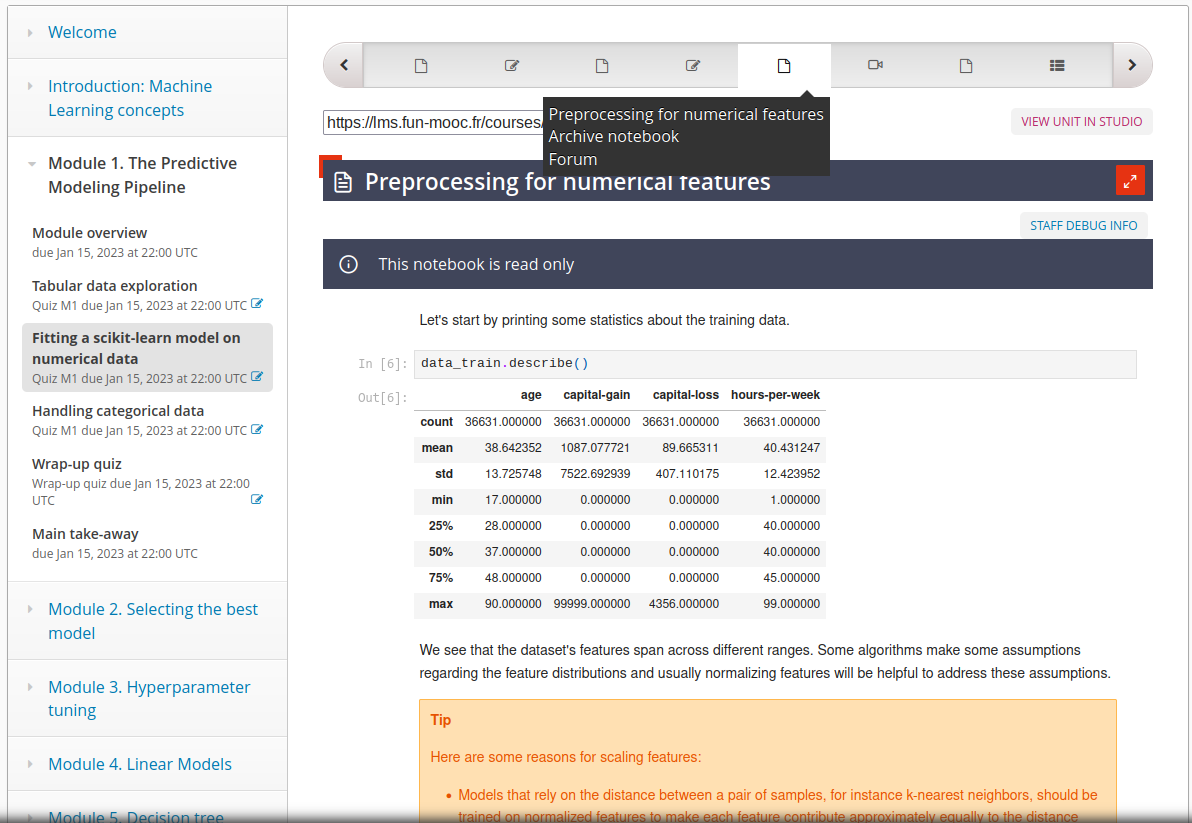 Welcome
Introduction: Machine
Learning concepts
Module 1. The Predictive
Modeling Pipeline
Module overview
due Jan 15, 2023 at 22:00 UTC
Tabular data exploration
Quiz M1 due Jan 15, 2023 at 22:00 UTC
Fitting a scikit-learn model on
numerical data
Quiz M1 due Jan 15, 2023 at 22:00 UTC
Handling categorical data
Quiz M1 due Jan 15, 2023 at 22:00 UTC
Wrap-up quiz
Wrap-up quiz due Jan 15, 2023 at 22:00
UTC
Main take-away
due Jan 15, 2023 at 22:00 UTC
Module 2. Selecting the best
model
Module 3. Hyperparameter
tuning
Module 4. Linear Models
Module 5. Decision tree
https://lms.fun-mooc.fr/courses/
Preprocessing for numerical features
Archive notebook
Forum
VIEW UNIT IN STUDIO
Preprocessing for numerical features
STAFF DEBUG INFO
This notebook is read only
Let's start by printing some statistics about the training data.
In [6]: data_train.describe()
Out[6]:
age capital-gain capital-loss hours-per-week
count 36631.000000 36631.000000 36631.000000 36631.000000
mean 38.642352 1087.077721 89.665311 40.431247
std 13.725748 7522.692939 407.110175 12.423952
min 17.000000 0.000000 0.000000 1.000000
25% 28.000000 0.000000 0.000000 40.000000
50% 37.000000 0.000000 0.000000 40.000000
75% 48.000000 0.000000 0.000000 45.000000
max 90.000000 99999.000000 4356.000000 99.000000
We see that the dataset's features span across different ranges. Some algorithms make some assumptions
regarding the feature distributions and usually normalizing features will be helpful to address these assumptions.
Tip
Here are some reasons for scaling features:
• Models that rely on the distance between a pair of samples, for instance k-nearest neighbors, should be
trained on normalized features to make each feature contribute approximately equally to the distance